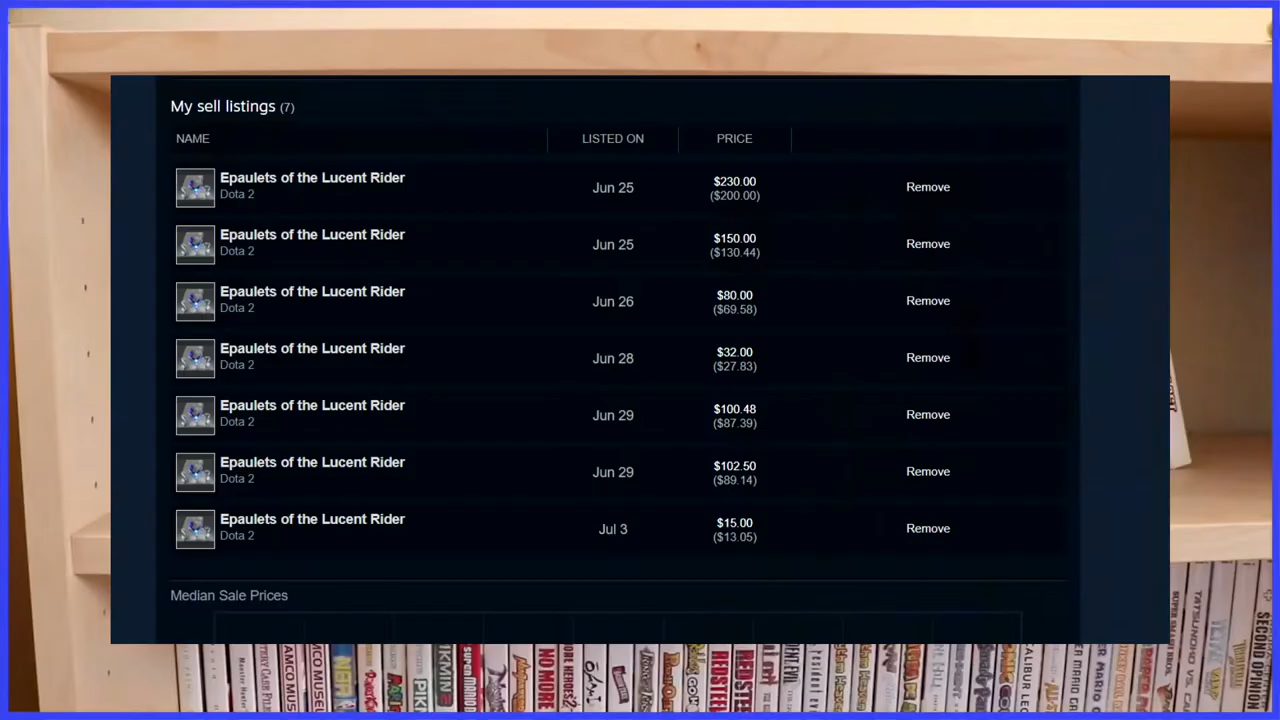 My sell listings (7)
NAME LISTED ON PRICE
Epaulets of the Lucent Rider
Dota 2
Jun 25
$230.00
($200.00)
Remove
Epaulets of the Lucent Rider
Dota 2
Jun 25
$150.00
($130.44)
Remove
Epaulets of the Lucent Rider
Dota 2
Jun 26
$80.00
($69.58)
Remove
Epaulets of the Lucent Rider
Dota 2
Jun 28
$32.00
($27.83)
Remove
Epaulets of the Lucent Rider
Dota 2
Jun 29
$100.48
($87.39)
Remove
Epaulets of the Lucent Rider
Dota 2
Jun 29
$102.50
($89.14)
Remove
Epaulets of the Lucent Rider
Dota 2
Jul 3
$15.00
($13.05)
Remove
Median Sale Prices
NO MORE
SECOND OPINION